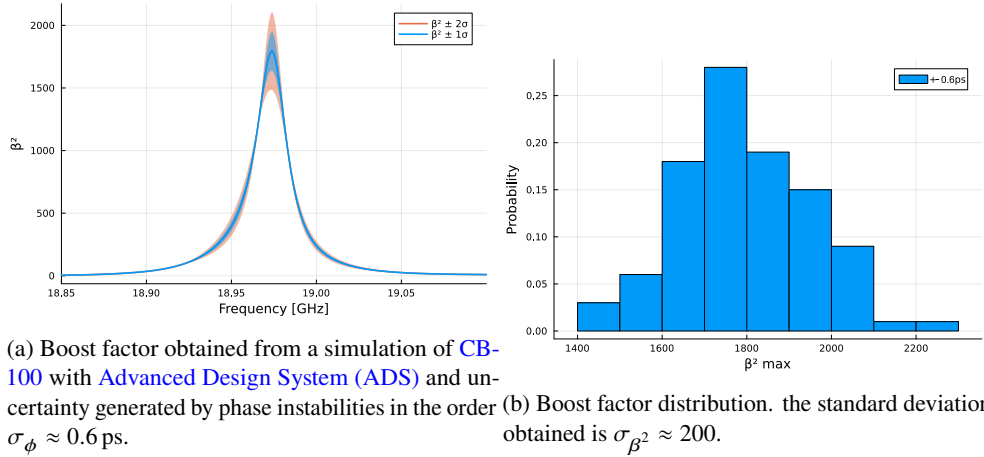 2000
1500
1000
500
0
β²
β² ± 2σ
β² ± 1σ
18.85 18.90 18.95 19.00 19.05
Frequency [GHz]
(a) Boost factor obtained from a simulation of CB-
100 with Advanced Design System (ADS) and un-
certainty generated by phase instabilities in the order
σ_ϕ ≈ 0.6 ps.
0,25
0,20
0,15
0,10
0.05
0.00
Probability
+-0.6ps
1400 1600 1800 2000 2200
β² max
(b) Boost factor distribution. the standard deviation
obtained is σ_β² ≈ 200.